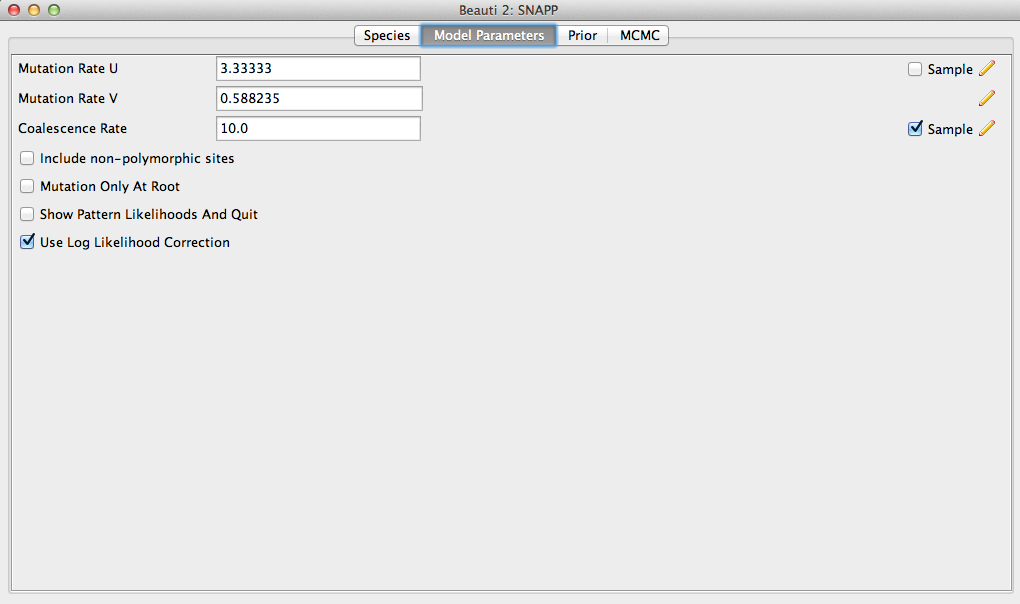 Beauti 2: SNAPP
Species Model Parameters Prior MCMC
Mutation Rate U 3.33333 Sample
Mutation Rate V 0.588235
Coalescence Rate 10.0 Sample
Include non-polymorphic sites
Mutation Only At Root
Show Pattern Likelihoods And Quit
Use Log Likelihood Correction